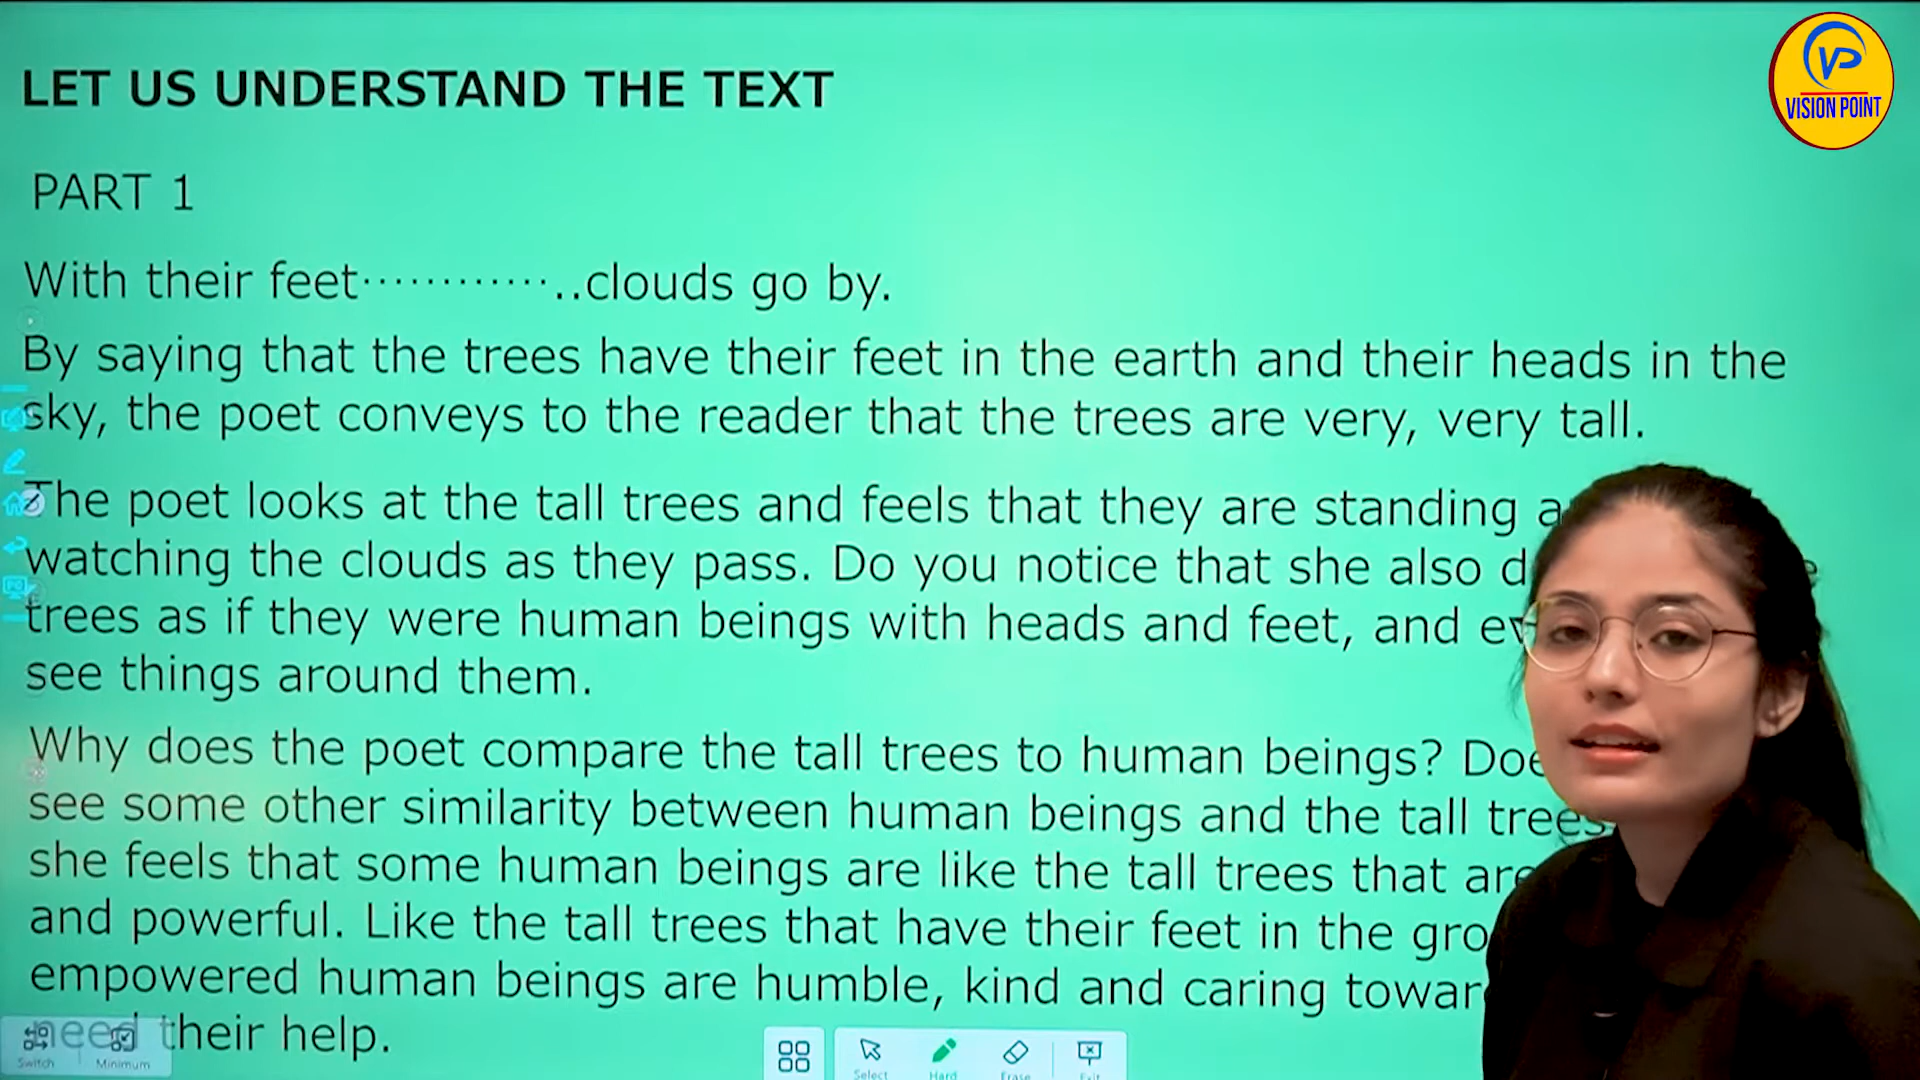 LET US UNDERSTAND THE TEXT
VP
VISION POINT
PART 1
With their feet..............clouds go by.
By saying that the trees have their feet in the earth and their heads in the
sky, the poet conveys to the reader that the trees are very, very tall.
The poet looks at the tall trees and feels that they are standing
watching the clouds as they pass. Do you notice that she also
trees as if they were human beings with heads and feet, and
see things around them.
Why does the poet compare the tall trees to human beings?
see some other similarity between human beings and the tall trees
she feels that some human beings are like the tall trees that are
and powerful. Like the tall trees that have their feet in the
empowered human beings are humble, kind and caring
need their help.
Switch Minimum Select Hard Erase Exit